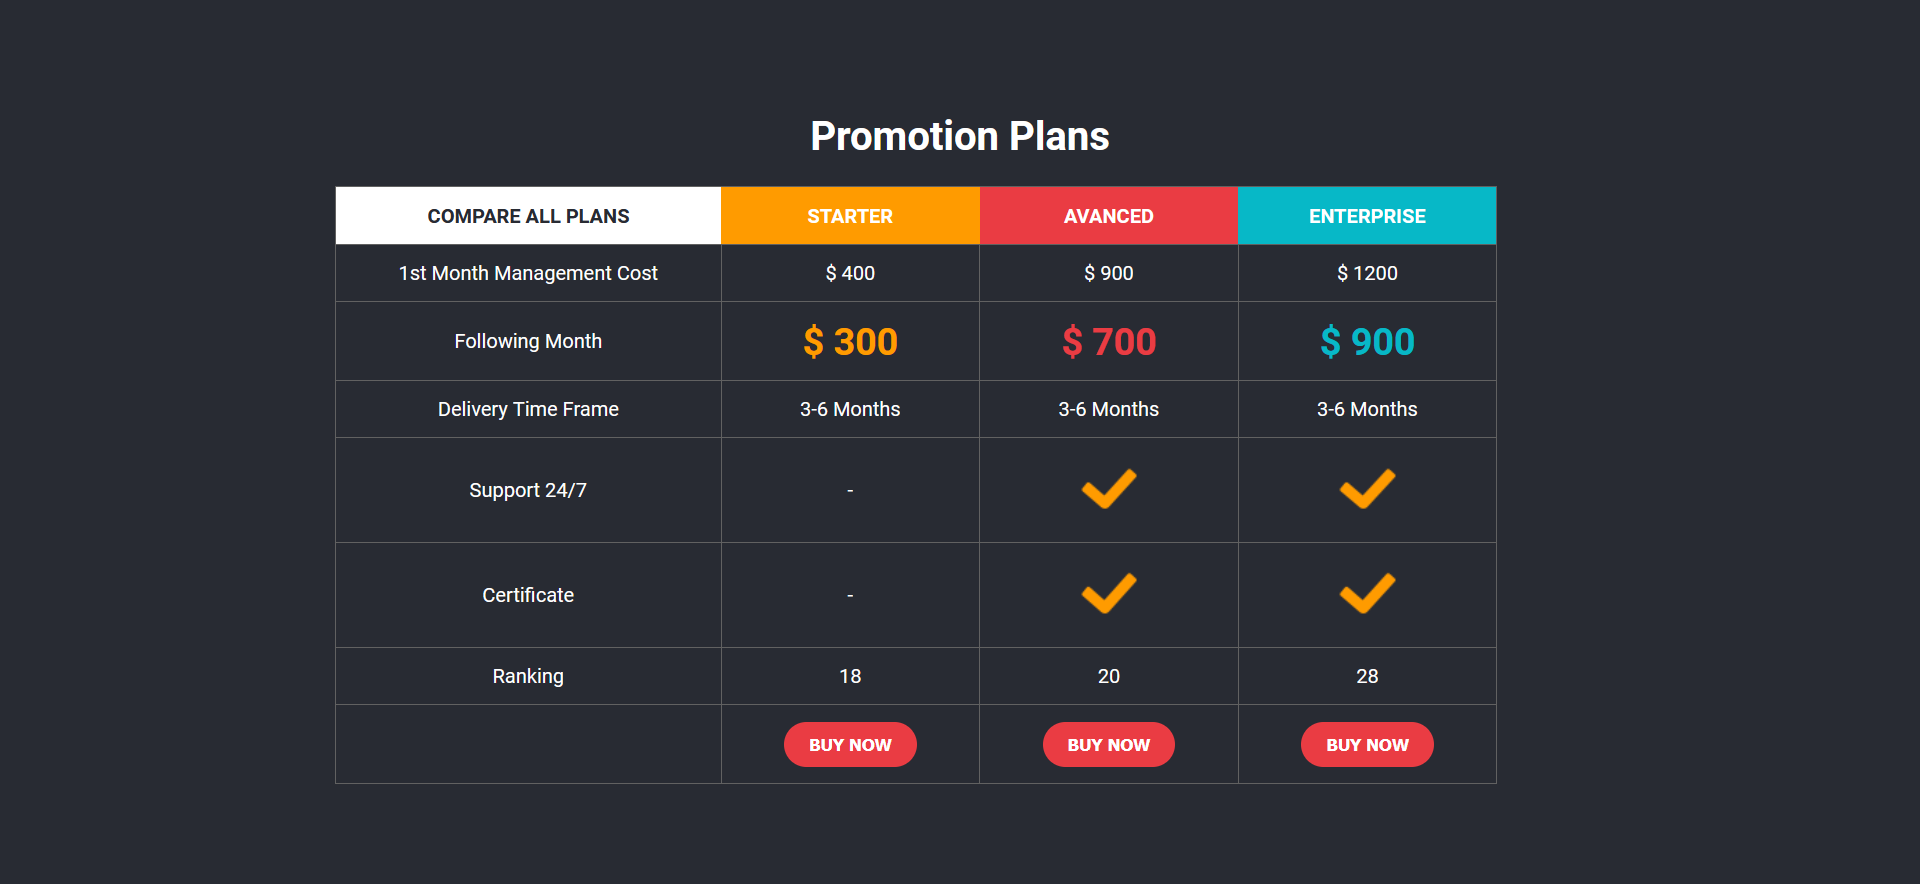 Promotion Plans
COMPARE ALL PLANS STARTER AVANCED ENTERPRISE
1st Month Management Cost $ 400 $ 900 $ 1200
Following Month $ 300 $ 700 $ 900
Delivery Time Frame 3-6 Months 3-6 Months 3-6 Months
Support 24/7 -
Certificate -
Ranking 18 20 28
BUY NOW BUY NOW BUY NOW